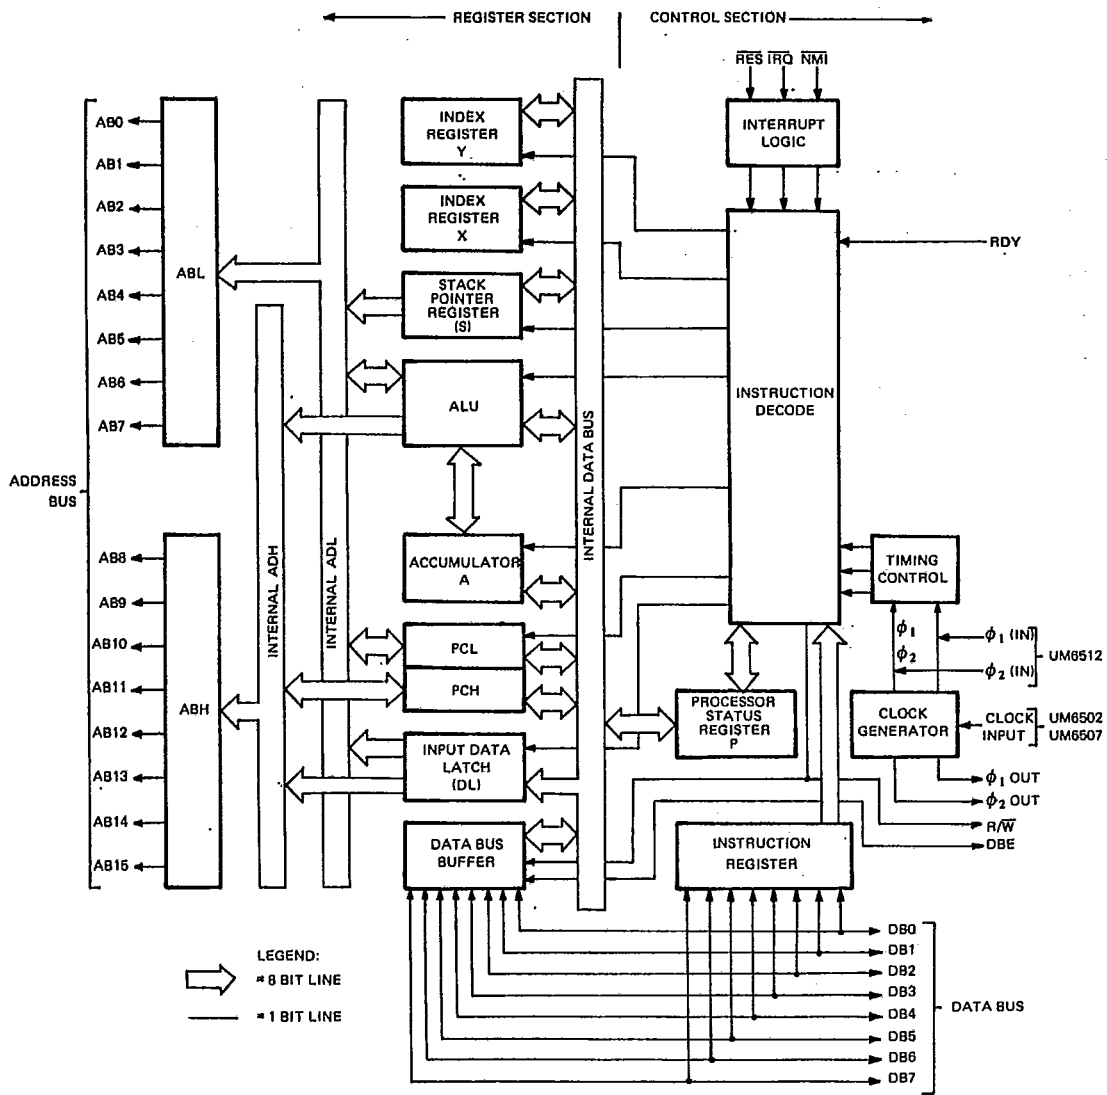 REGISTER SECTION
CONTROL SECTION
RES IRQ NMI
INTERRUPT
LOGIC
INDEX
REGISTER
Y
INDEX
REGISTER
X
STACK
POINTER
REGISTER
(S)
ALU
ACCUMULATOR
A
PCL
PCH
INPUT DATA
LATCH
(DL)
DATA BUS
BUFFER
AB0
AB1
AB2
AB3
AB4
AB5
AB6
AB7
ADDRESS
BUS
AB8
AB9
AB10
AB11
AB12
AB13
AB14
AB15
ABL
ABH
INTERNAL ADH
INTERNAL ADL
INTERNAL DATA BUS
INSTRUCTION
DECODE
RDY
TIMING
CONTROL
ϕ1
ϕ2
ϕ1 (IN)
ϕ2 (IN)
UM6512
PROCESSOR
STATUS
REGISTER
P
CLOCK
GENERATOR
CLOCK
INPUT
UM6502
UM6507
ϕ1 OUT
ϕ2 OUT
R/W
DBE
INSTRUCTION
REGISTER
DB0
DB1
DB2
DB3
DB4
DB5
DB6
DB7
DATA BUS
LEGEND:
= 8 BIT LINE
= 1 BIT LINE